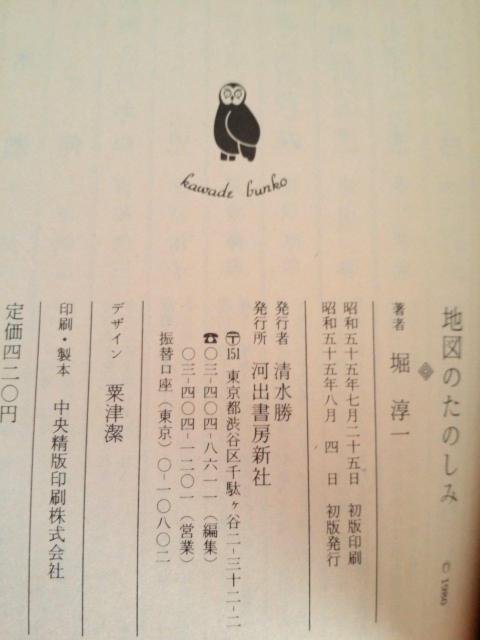 kawade bunko
地図のたのしみ
© 1980
著者 堀 淳一
昭和五十五年七月二十五日 初版印刷
昭和五十五年八月 四 日 初版発行
発行者 清水勝
発行所 河出書房新社
〒151 東京都渋谷区千駄ヶ谷二-三十二-二
☎〇三-四〇四-八六一一（編集）
〇三-四〇四-一二〇一（営業）
振替口座（東京）〇-一〇八〇二
デザイン 粟津潔
印刷・製本 中央精版印刷株式会社
定価四二〇円